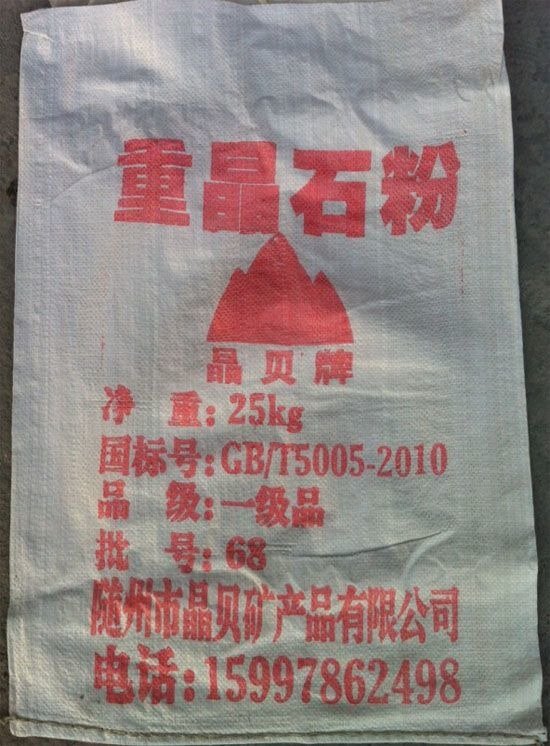 重晶石粉
晶贝牌
净 重:25kg
国标号:GB/T5005-2010
品 级:一级品
批 号:68
随州市晶贝矿产品有限公司
电话:15997862498